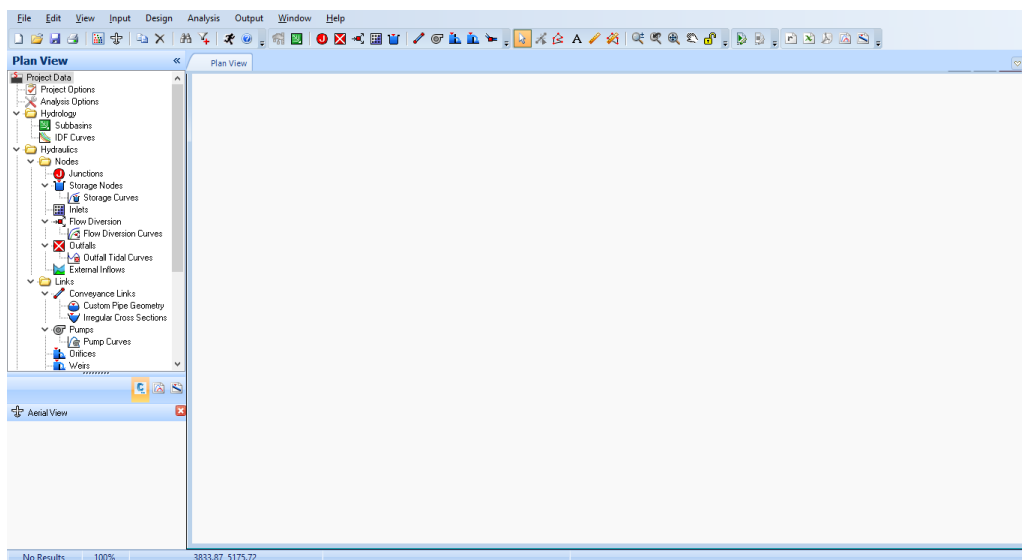 File Edit View Input Design Analysis Output Window Help
Plan View «
Plan View
Project Data
Project Options
Analysis Options
Hydrology
Subbasins
IDF Curves
Hydraulics
Nodes
Junctions
Storage Nodes
Storage Curves
Inlets
Flow Diversion
Flow Diversion Curves
Outfalls
Outfall Tidal Curves
External Inflows
Links
Conveyance Links
Custom Pipe Geometry
Irregular Cross Sections
Pumps
Pump Curves
Orifices
Weirs
Aerial View
No Results 100% 3833.87, 5175.72